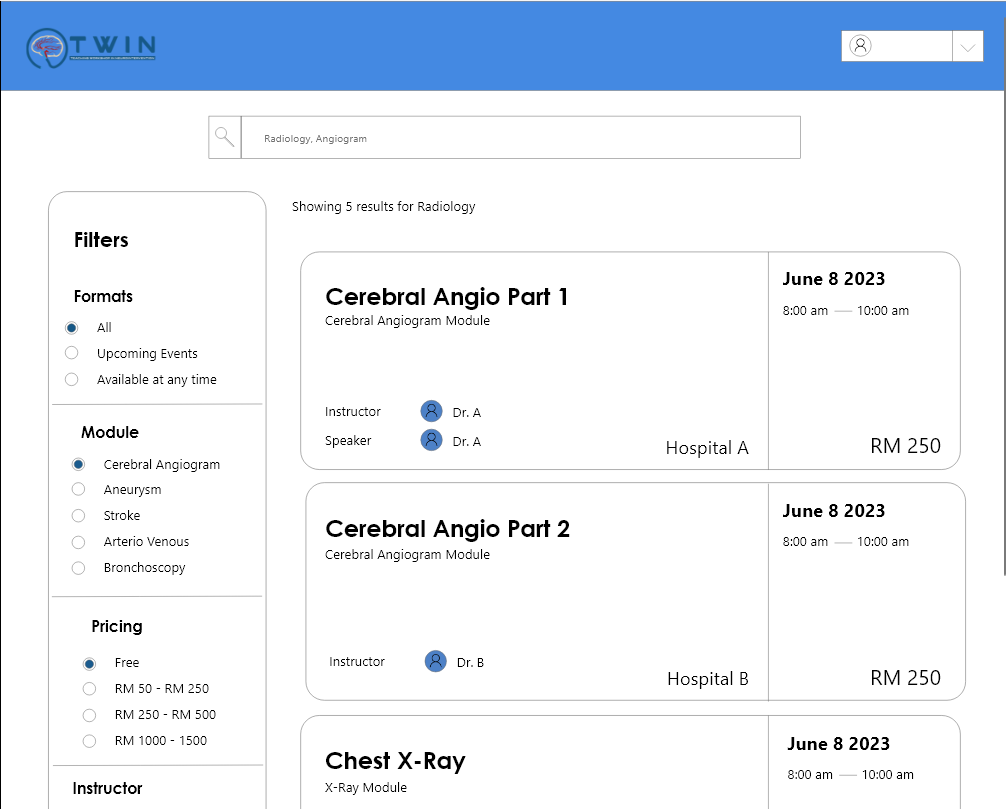 TWIN
Radiology, Angiogram
Showing 5 results for Radiology
Filters
Formats
All
Upcoming Events
Available at any time
Module
Cerebral Angiogram
Aneurysm
Stroke
Arterio Venous
Bronchoscopy
Pricing
Free
RM 50 - RM 250
RM 250 - RM 500
RM 1000 - 1500
Instructor
Cerebral Angio Part 1
Cerebral Angiogram Module
Instructor Dr. A
Speaker Dr. A
Hospital A
June 8 2023
8:00 am — 10:00 am
RM 250
Cerebral Angio Part 2
Cerebral Angiogram Module
Instructor Dr. B
Hospital B
June 8 2023
8:00 am — 10:00 am
RM 250
Chest X-Ray
X-Ray Module
June 8 2023
8:00 am — 10:00 am